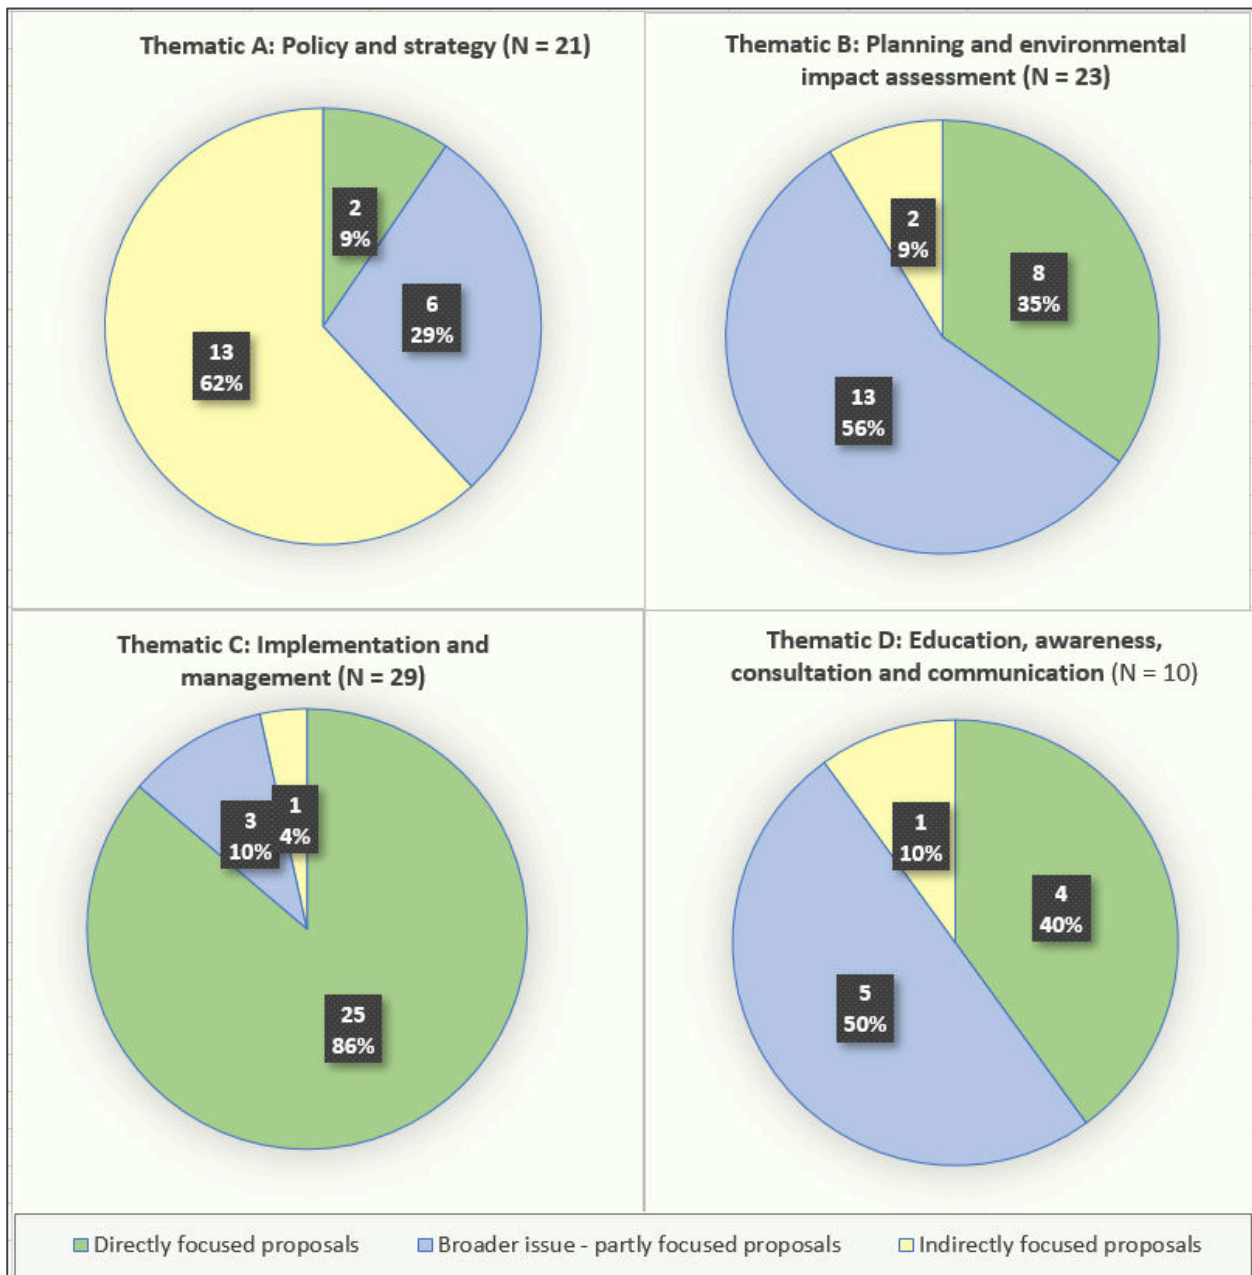 Thematic A: Policy and strategy (N = 21)
2
9%
6
29%
13
62%
Thematic B: Planning and environmental
impact assessment (N = 23)
2
9%
8
35%
13
56%
Thematic C: Implementation and
management (N = 29)
1
4%
3
10%
25
86%
Thematic D: Education, awareness,
consultation and communication (N = 10)
1
10%
4
40%
5
50%
Directly focused proposals
Broader issue - partly focused proposals
Indirectly focused proposals